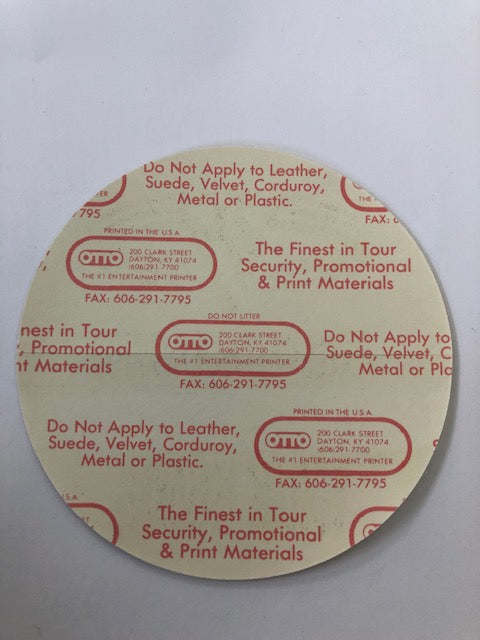 Do Not Apply to Leather,
Suede, Velvet, Corduroy,
Metal or Plastic.
795
THE
FAX:
PRINTED IN THE U.S.A.
OTTO
200 CLARK STREET
DAYTON, KY 41074
(606)291-7700
THE #1 ENTERTAINMENT PRINTER
FAX: 606-291-7795
The Finest in Tour
Security, Promotional
& Print Materials
nest in Tour
, Promotional
nt Materials
DO NOT LITTER
OTTO
200 CLARK STREET
DAYTON, KY 41074
(606)291-7700
THE #1 ENTERTAINMENT PRINTER
FAX: 606-291-7795
Do Not Apply to
Suede, Velvet, C
Metal or Pla
Do Not Apply to Leather,
Suede, Velvet, Corduroy,
Metal or Plastic.
PRINTED IN THE U.S.A.
OTTO
200 CLARK STREET
DAYTON, KY 41074
(606)291-7700
THE #1 ENTERTAINMENT PRINTER
FAX: 606-291-7795
S.A.
The Finest in Tour
Security, Promotional
& Print Materials